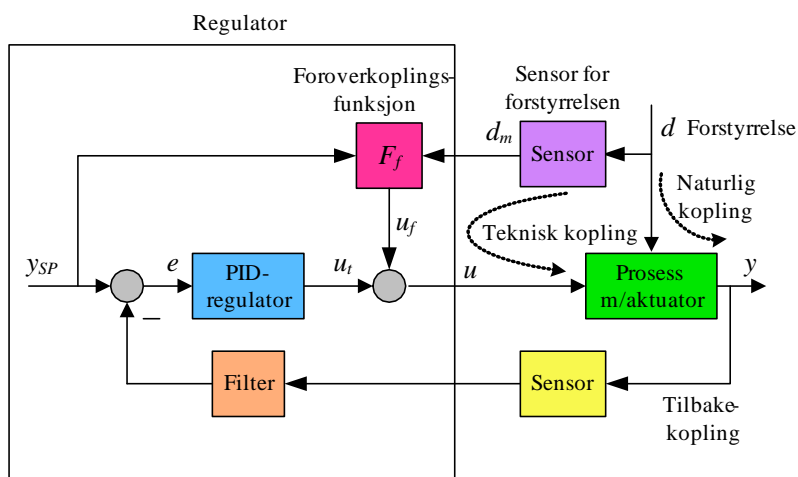 Regulator
Foroverkoplings-
funksjon
Sensor for
forstyrrelsen
d_m
d Forstyrrelse
F_f
Sensor
Naturlig
kopling
u_f
Teknisk kopling
y_SP
e
PID-
regulator
u_t
u
Prosess
m/aktuator
y
−
Filter
Sensor
Tilbake-
kopling